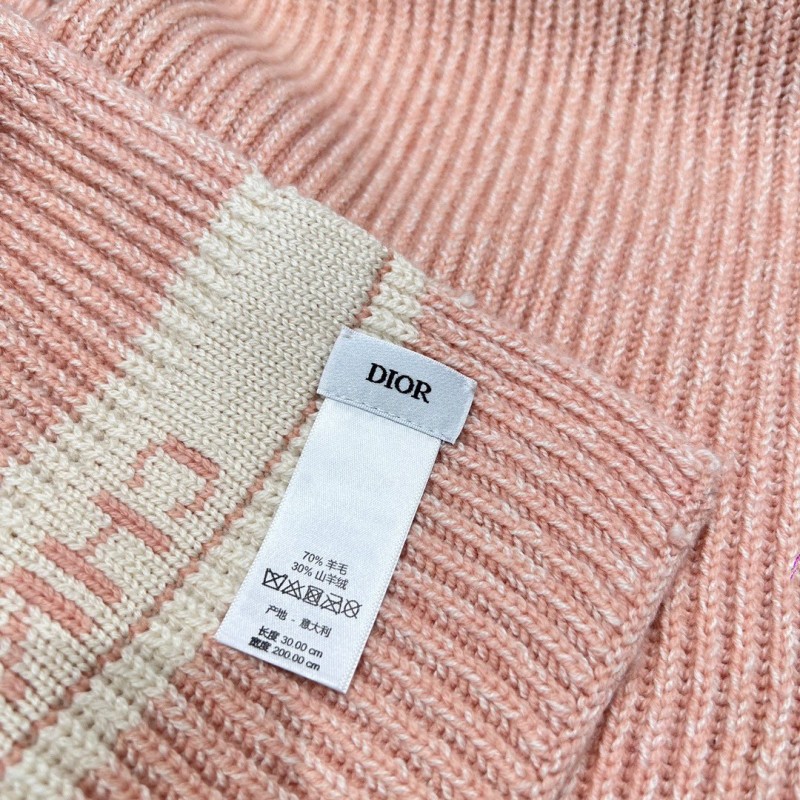 DIOR
70% 羊毛
30% 山羊绒
产地 - 意大利
长度 30.00 cm
宽度 200.00 cm
CH